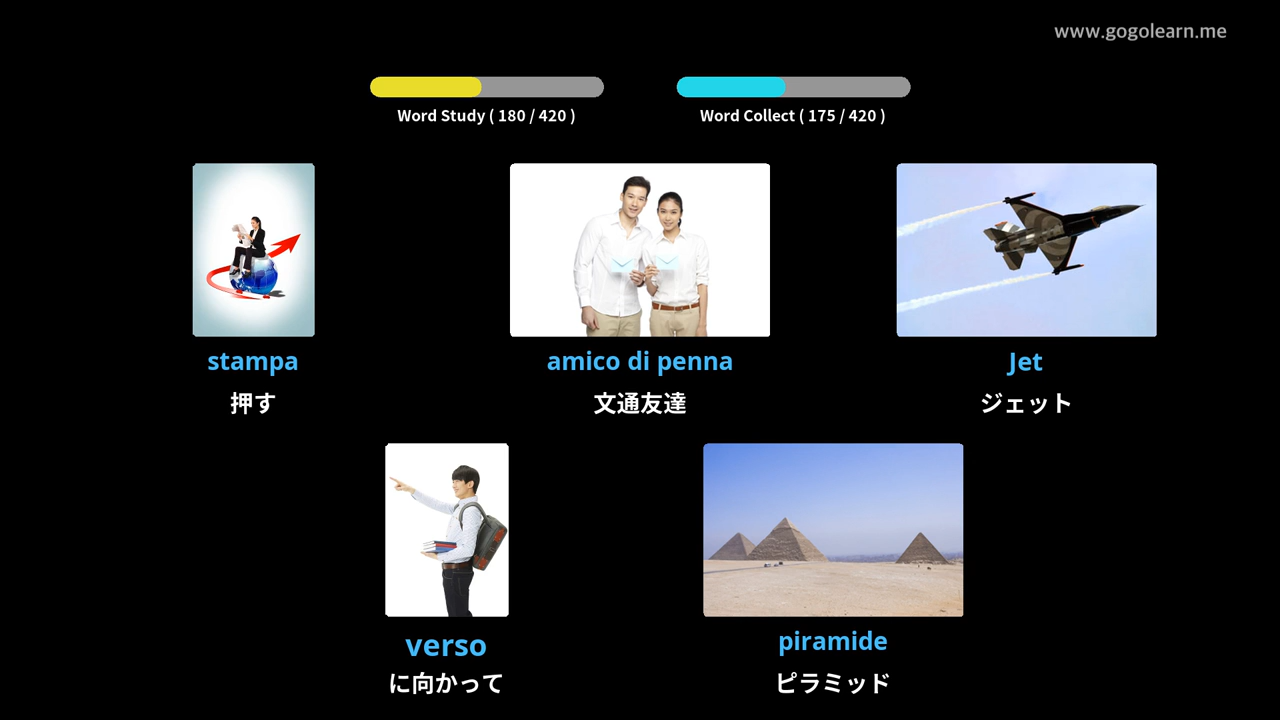 www.gogolearn.me
Word Study ( 180 / 420 )
Word Collect ( 175 / 420 )
stampa
押す
amico di penna
文通友達
Jet
ジェット
verso
に向かって
piramide
ピラミッド